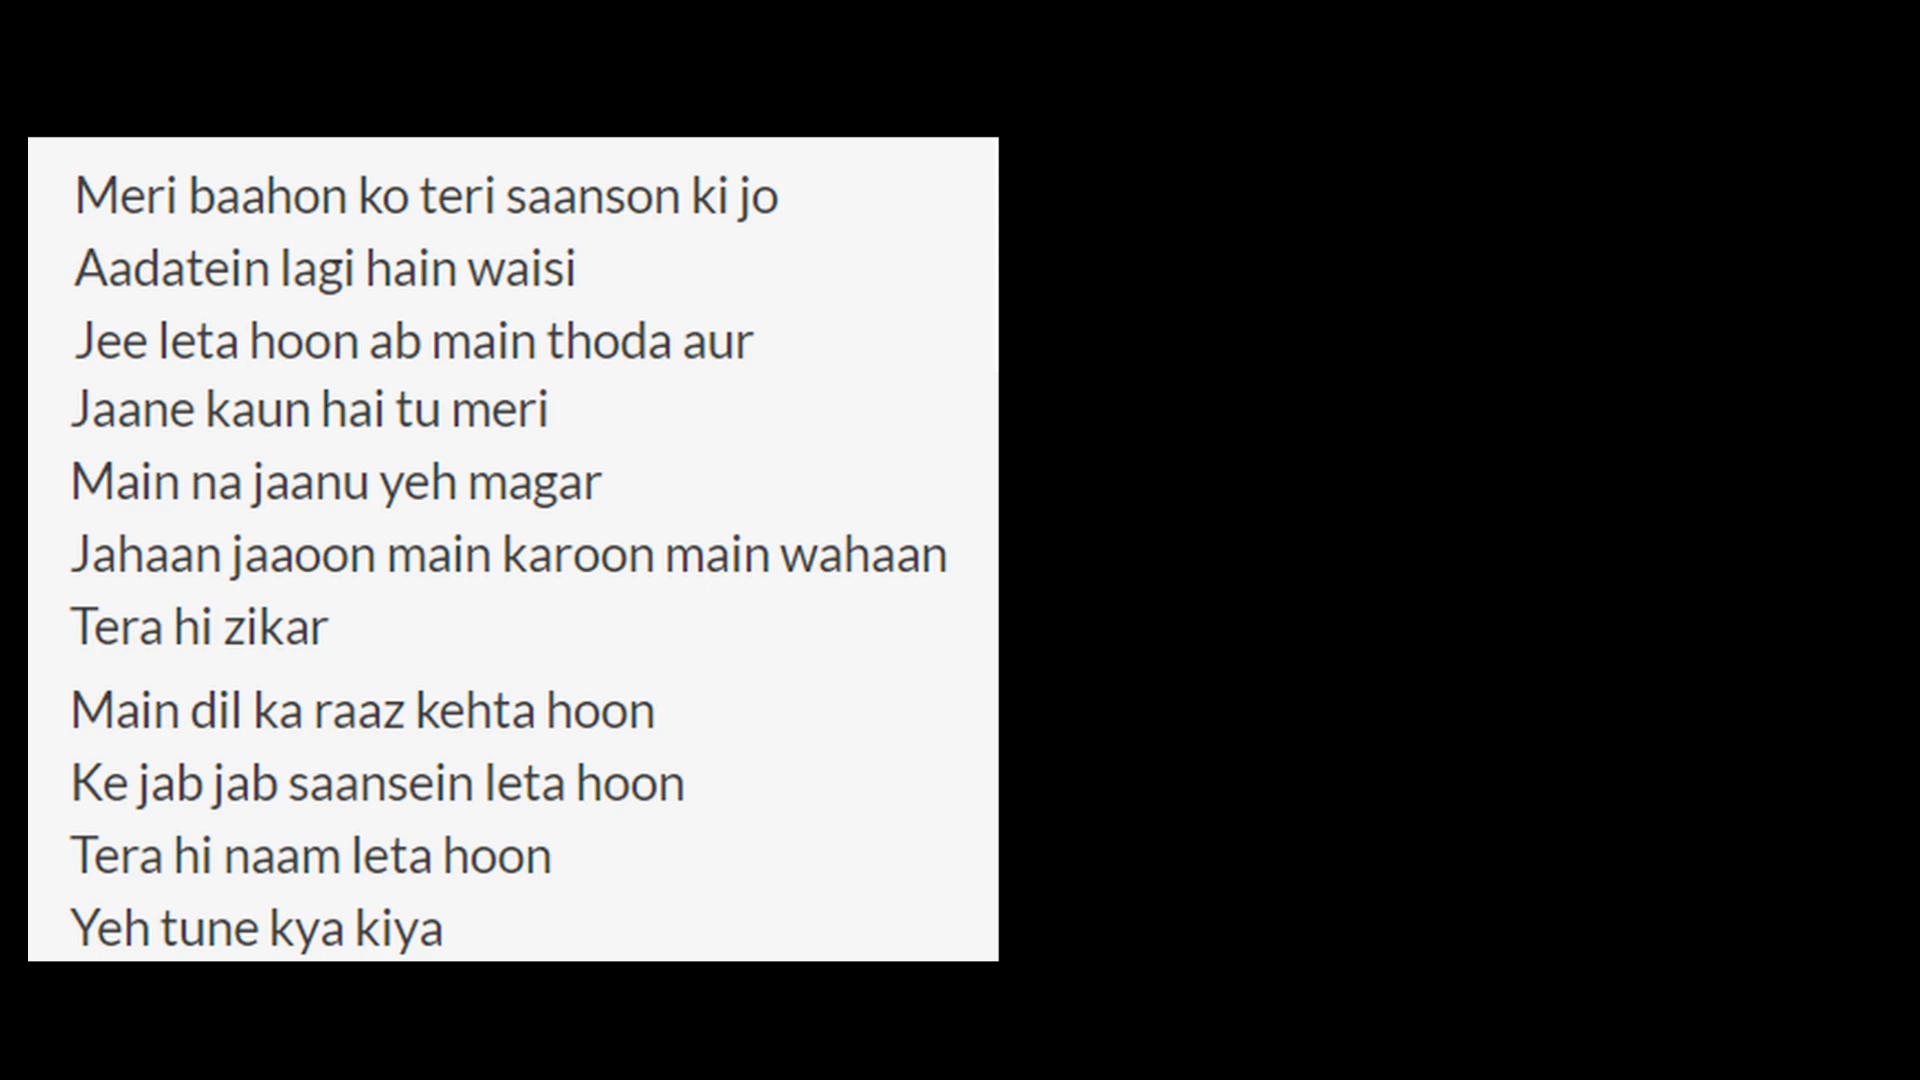 Meri baahon ko teri saanson ki jo
Aadatein lagi hain waisi
Jee leta hoon ab main thoda aur
Jaane kaun hai tu meri
Main na jaanu yeh magar
Jahaan jaaoon main karoon main wahaan
Tera hi zikar
Main dil ka raaz kehta hoon
Ke jab jab saansein leta hoon
Tera hi naam leta hoon
Yeh tune kya kiya